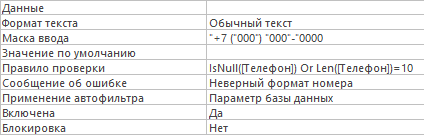 Данные
Формат текста Обычный текст
Маска ввода "+7 ("000") "000"-"0000
Значение по умолчанию
Правило проверки IsNull([Телефон]) Or Len([Телефон])=10
Сообщение об ошибке Неверный формат номера
Применение автофильтра Параметр базы данных
Включена Да
Блокировка Нет